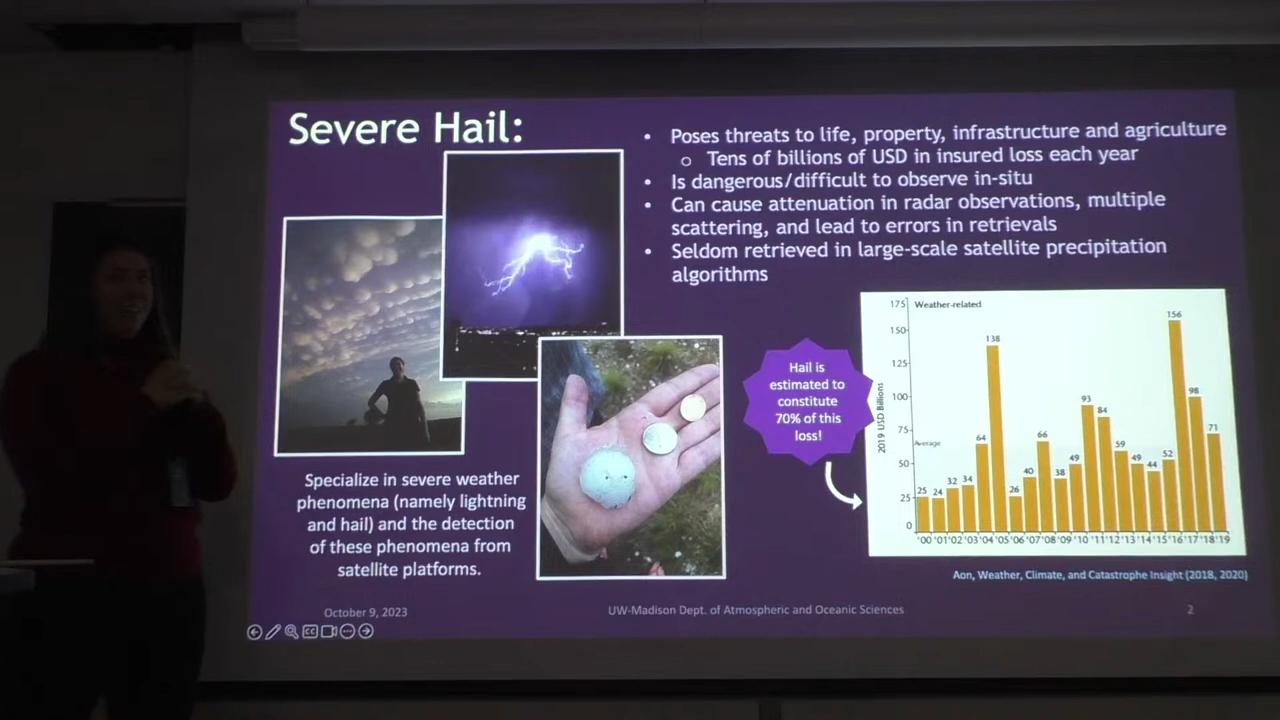 Severe Hail:
• Poses threats to life, property, infrastructure and agriculture
o Tens of billions of USD in insured loss each year
• Is dangerous/difficult to observe in-situ
• Can cause attenuation in radar observations, multiple
scattering, and lead to errors in retrievals
• Seldom retrieved in large-scale satellite precipitation
algorithms
Specialize in severe weather
phenomena (namely lightning
and hail) and the detection
of these phenomena from
satellite platforms.
Hail is
estimated to
constitute
70% of this
loss!
Weather-related
2019 USD Billions
175
150
125
100
75
50
25
0
Average
25 24 32 34 64 138 26 40 66 38 49 93 84 59 49 44 52 156 98 71
'00 '01 '02 '03 '04 '05 '06 '07 '08 '09 '10 '11 '12 '13 '14 '15 '16 '17 '18 '19
Aon, Weather, Climate, and Catastrophe Insight (2018, 2020)
October 9, 2023
UW-Madison Dept. of Atmospheric and Oceanic Sciences
2
CC